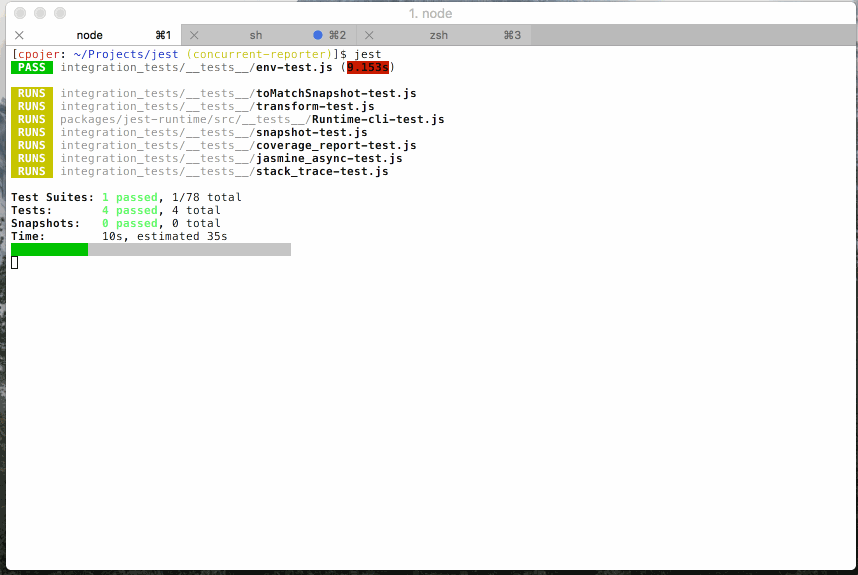 1. node
node ⌘1 sh ⌘2 zsh ⌘3
[cpojer: ~/Projects/jest (concurrent-reporter)]$ jest
PASS integration_tests/__tests__/env-test.js (9.153s)
RUNS integration_tests/__tests__/toMatchSnapshot-test.js
RUNS integration_tests/__tests__/transform-test.js
RUNS packages/jest-runtime/src/__tests__/Runtime-cli-test.js
RUNS integration_tests/__tests__/snapshot-test.js
RUNS integration_tests/__tests__/coverage_report-test.js
RUNS integration_tests/__tests__/jasmine_async-test.js
RUNS integration_tests/__tests__/stack_trace-test.js
Test Suites: 1 passed, 1/78 total
Tests: 4 passed, 4 total
Snapshots: 0 passed, 0 total
Time: 10s, estimated 35s